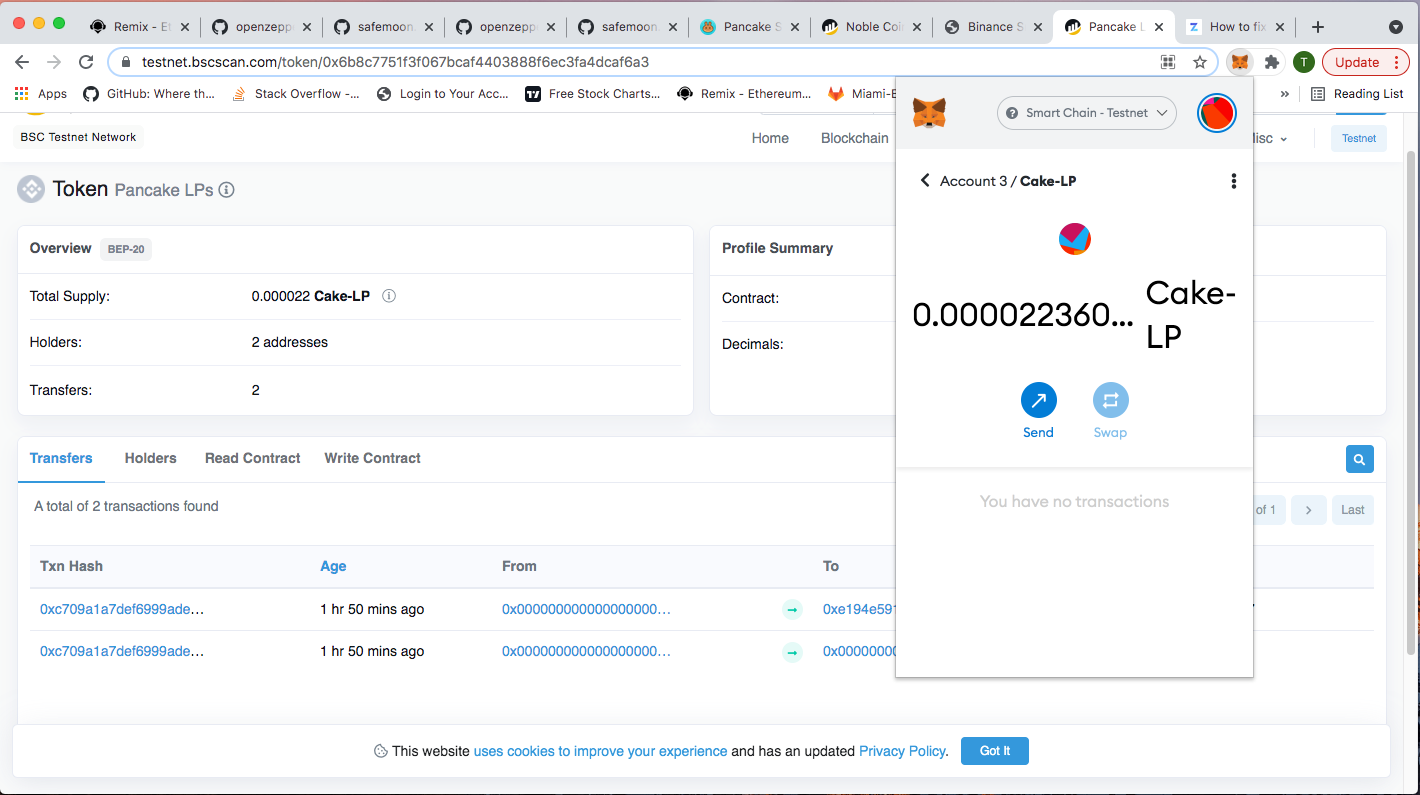 Remix - Et
openzeppe
safemoon.
openzeppe
safemoon.
Pancake S
Noble Coin
Binance S
Pancake L
How to fix
testnet.bscscan.com/token/0x6b8c7751f3f067bcaf4403888f6ec3fa4dcaf6a3
T
Update
Apps
GitHub: Where th...
Stack Overflow -...
Login to Your Acc...
Free Stock Charts...
Remix - Ethereum...
Miami-E
»
Reading List
BSC Testnet Network
Home
Blockchain
Misc
Testnet
Smart Chain - Testnet
Account 3 / Cake-LP
0.000022360... Cake-
LP
Send
Swap
You have no transactions
Token Pancake LPs
Overview BEP-20
Total Supply: 0.000022 Cake-LP
Holders: 2 addresses
Transfers: 2
Profile Summary
Contract:
Decimals:
Transfers
Holders
Read Contract
Write Contract
A total of 2 transactions found
of 1
Last
Txn Hash Age From To
0xc709a1a7def6999ade... 1 hr 50 mins ago 0x000000000000000000... 0xe194e591
0xc709a1a7def6999ade... 1 hr 50 mins ago 0x000000000000000000... 0x00000000
This website uses cookies to improve your experience and has an updated Privacy Policy.
Got It